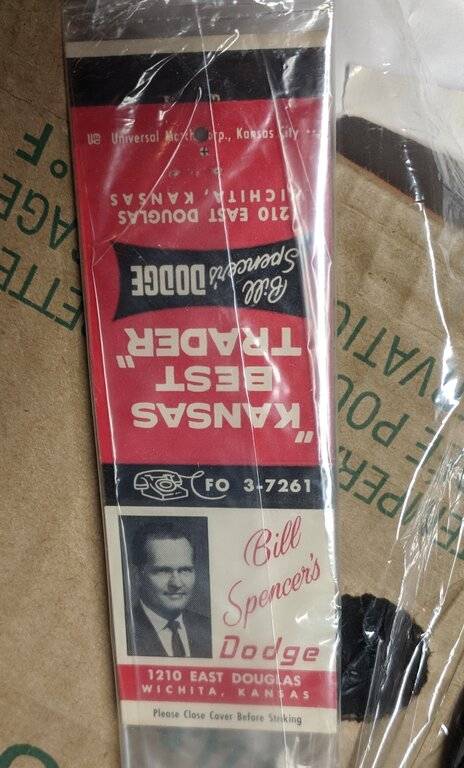 Universal Match Corp., Kansas City
"KANSAS
BEST
TRADER"
Bill
Spencer's DODGE
1210 EAST DOUGLAS
WICHITA, KANSAS
FO 3-7261
Bill
Spencer's
Dodge
1210 EAST DOUGLAS
WICHITA, KANSAS
Please Close Cover Before Striking